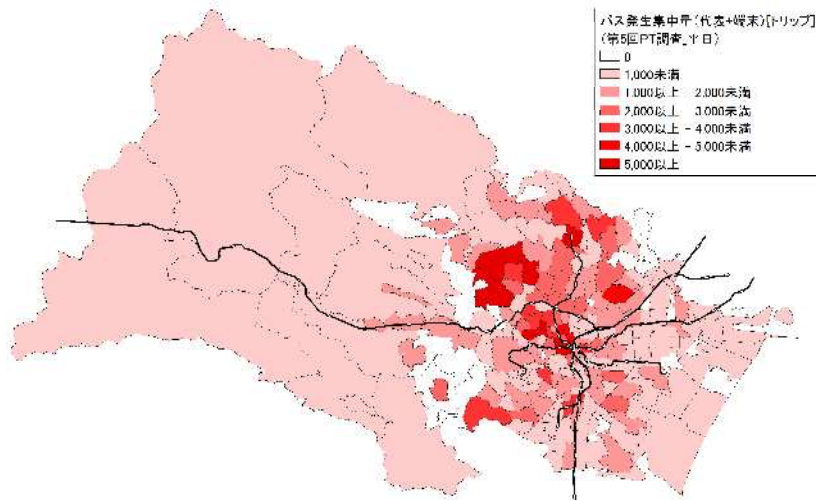 バス発生集中量(代表+端末)[トリップ]
(第5回PT調査_平日)
0
1,000未満
1,000以上 - 2,000未満
2,000以上 - 3,000未満
3,000以上 - 4,000未満
4,000以上 - 5,000未満
5,000以上